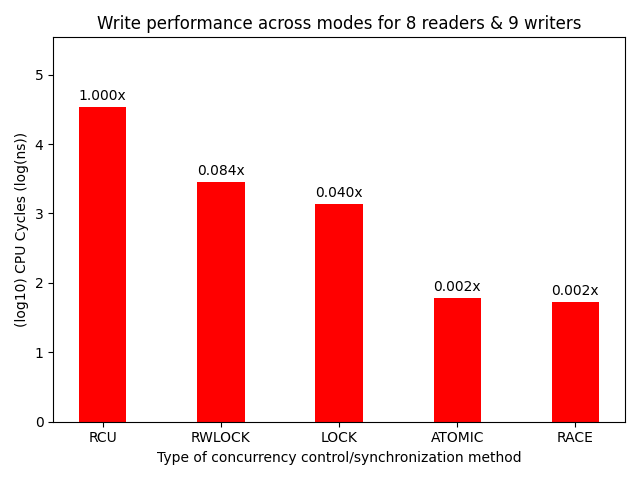 Write performance across modes for 8 readers & 9 writers
(log10) CPU Cycles (log(ns))
5
4
3
2
1
0
1.000x
0.084x
0.040x
0.002x
0.002x
RCU
RWLOCK
LOCK
ATOMIC
RACE
Type of concurrency control/synchronization method